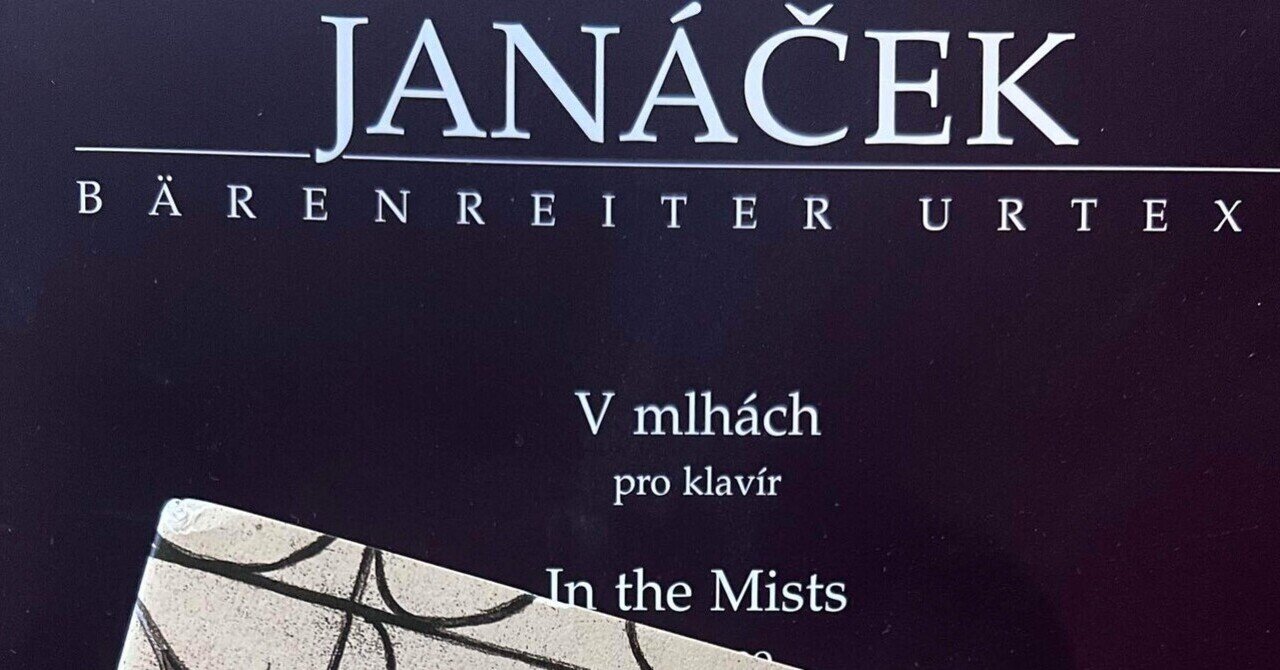 JANÁČEK
BÄRENREITER URTEX
V mlhách
pro klavír
In the Mists